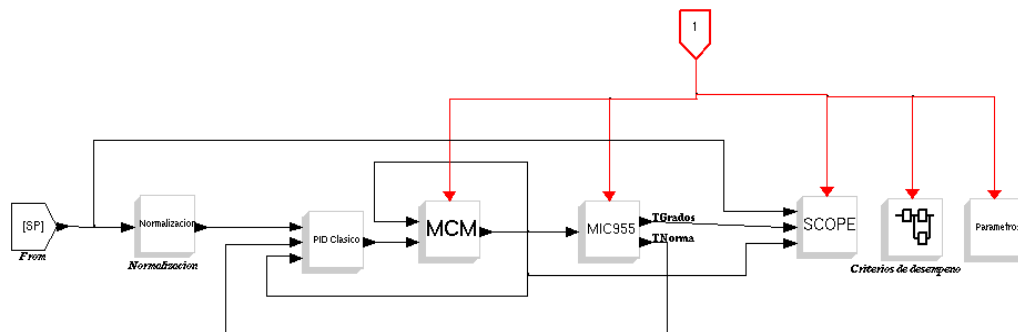 1
[SP]
From
Normalizacion
Normalizacion
PID Clasico
MCM
MIC955
TGrados
TNorma
SCOPE
Criterios de desempeno
Parametros